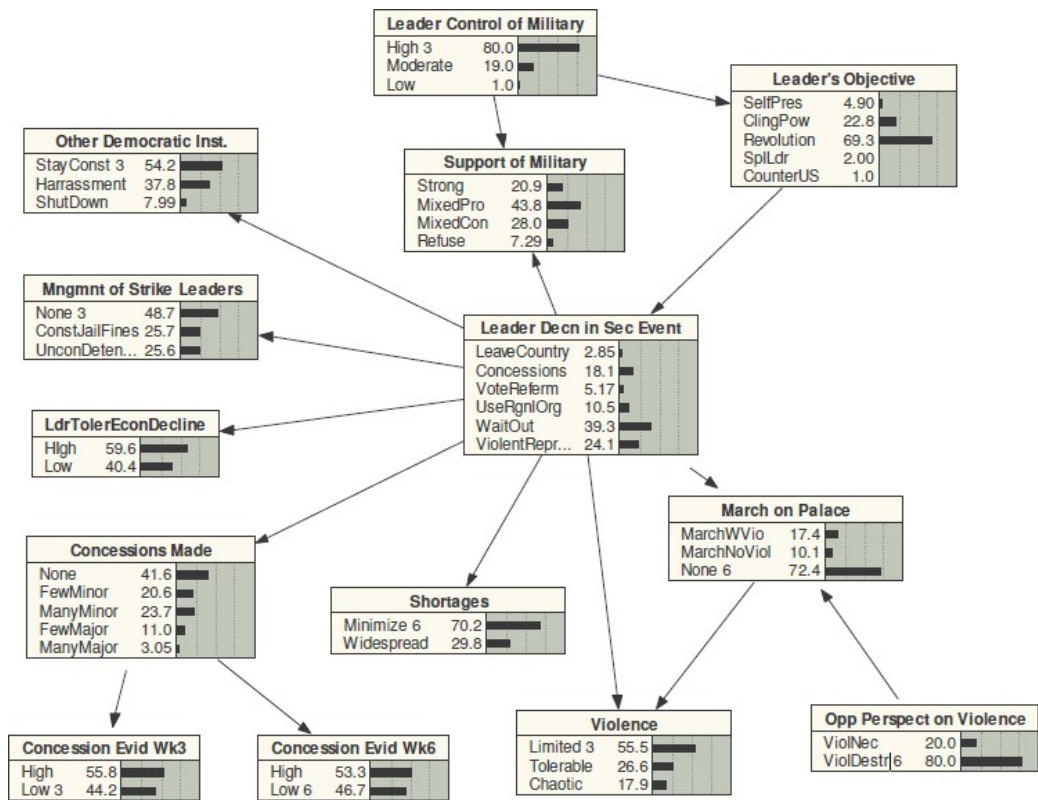 Leader Control of Military
High 3 80.0
Moderate 19.0
Low 1.0
Leader's Objective
SelfPres 4.90
ClingPow 22.8
Revolution 69.3
SplLdr 2.00
CounterUS 1.0
Other Democratic Inst.
StayConst 3 54.2
Harrassment 37.8
ShutDown 7.99
Support of Military
Strong 20.9
MixedPro 43.8
MixedCon 28.0
Refuse 7.29
Mngmnt of Strike Leaders
None 3 48.7
ConstJailFines 25.7
UnconDeten... 25.6
Leader Decn in Sec Event
LeaveCountry 2.85
Concessions 18.1
VoteReferm 5.17
UseRgnlOrg 10.5
WaitOut 39.3
ViolentRepr... 24.1
LdrTolerEconDecline
HIgh 59.6
Low 40.4
March on Palace
MarchWVio 17.4
MarchNoViol 10.1
None 6 72.4
Concessions Made
None 41.6
FewMinor 20.6
ManyMinor 23.7
FewMajor 11.0
ManyMajor 3.05
Shortages
Minimize 6 70.2
Widespread 29.8
Concession Evid Wk3
High 55.8
Low 3 44.2
Concession Evid Wk6
High 53.3
Low 6 46.7
Violence
Limited 3 55.5
Tolerable 26.6
Chaotic 17.9
Opp Perspect on Violence
ViolNec 20.0
ViolDestr 6 80.0